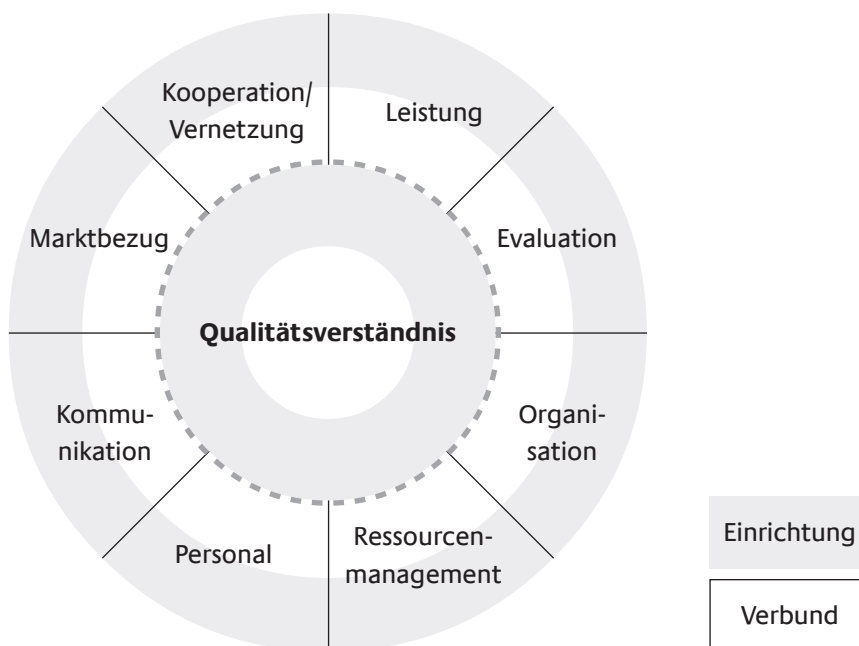 Kooperation/
Vernetzung
Leistung
Marktbezug
Evaluation
Qualitätsverständnis
Kommu-
nikation
Organi-
sation
Personal
Ressourcen-
management
Einrichtung
Verbund